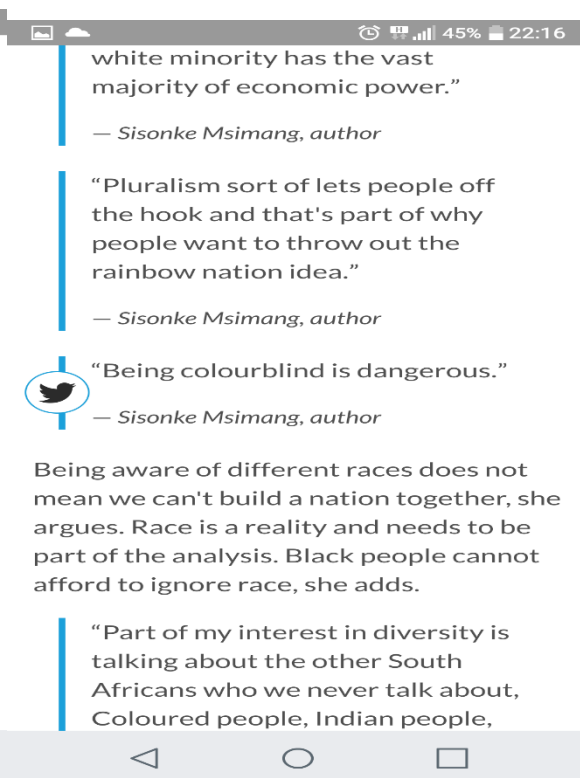 45% 22:16
white minority has the vast
majority of economic power.”
— Sisonke Msimang, author
“Pluralism sort of lets people off
the hook and that's part of why
people want to throw out the
rainbow nation idea.”
— Sisonke Msimang, author
“Being colourblind is dangerous.”
— Sisonke Msimang, author
Being aware of different races does not
mean we can't build a nation together, she
argues. Race is a reality and needs to be
part of the analysis. Black people cannot
afford to ignore race, she adds.
“Part of my interest in diversity is
talking about the other South
Africans who we never talk about,
Coloured people, Indian people,